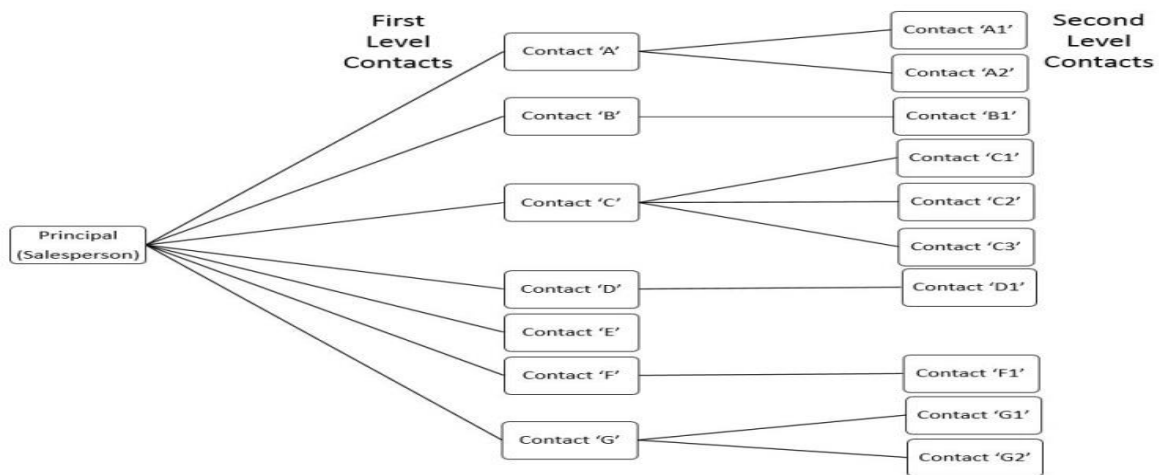 First
Level
Contacts
Second
Level
Contacts
Principal
(Salesperson)
Contact ‘A’
Contact ‘A1’
Contact ‘A2’
Contact ‘B’
Contact ‘B1’
Contact ‘C’
Contact ‘C1’
Contact ‘C2’
Contact ‘C3’
Contact ‘D’
Contact ‘D1’
Contact ‘E’
Contact ‘F’
Contact ‘F1’
Contact ‘G’
Contact ‘G1’
Contact ‘G2’